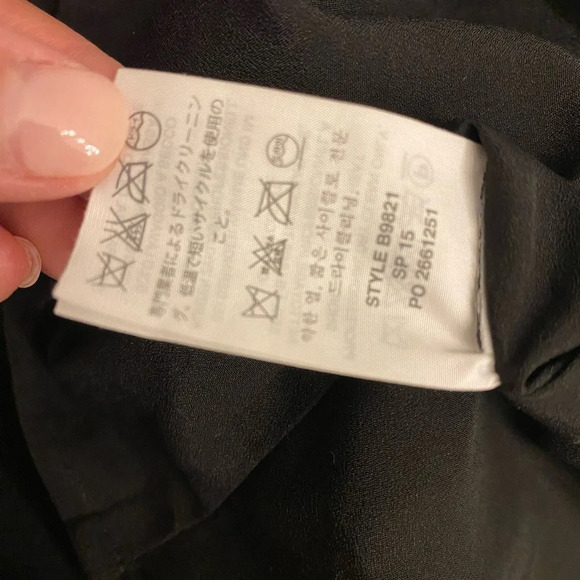 専門業者によるドライクリーニン
グ、低温で短いサイクルを使用の
こと。
약한 열, 짧은 사이클로 전문
드라이클리닝.
STYLE B9821
SP 15
PO 2661251